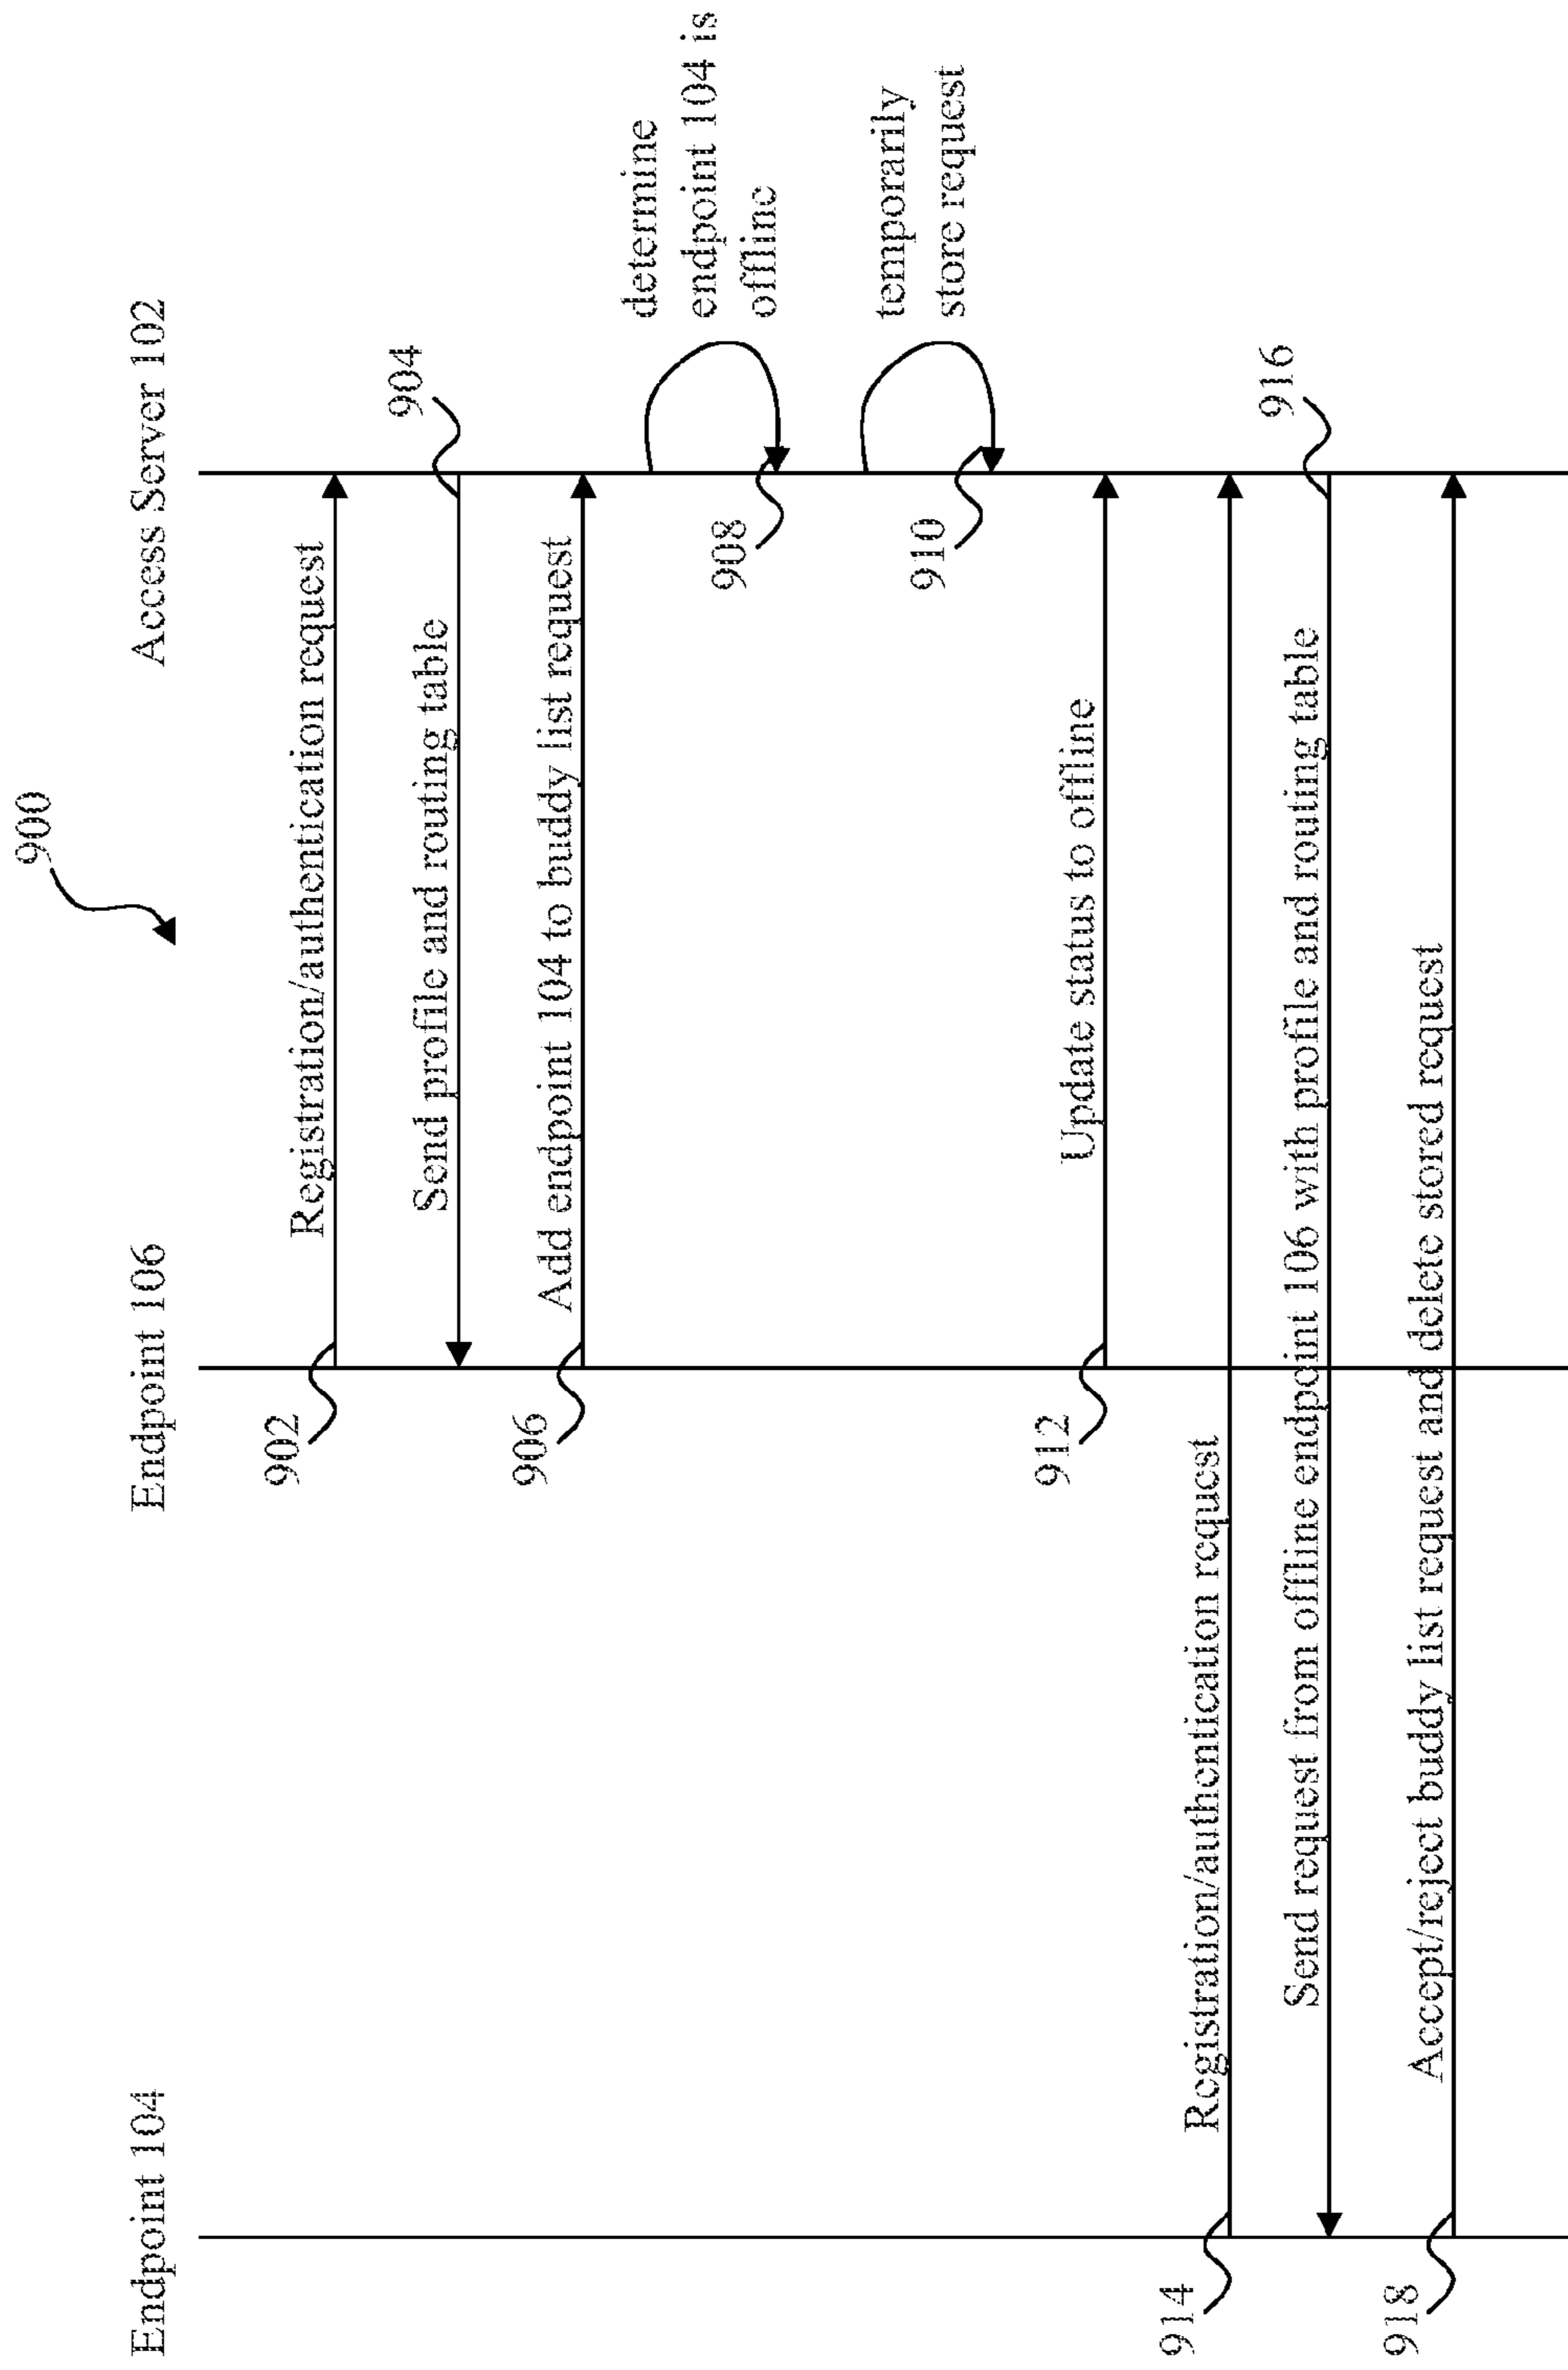 900
Endpoint 104
Endpoint 106
Access Server 102
902
Registration/authentication request
Send profile and routing table
904
906
Add endpoint 104 to buddy list request
determine
endpoint 104 is
offline
908
temporarily
store request
910
912
Update status to offline
914
Registration/authentication request
Send request from offline endpoint 106 with profile and routing table
916
918
Accept/reject buddy list request and delete stored request